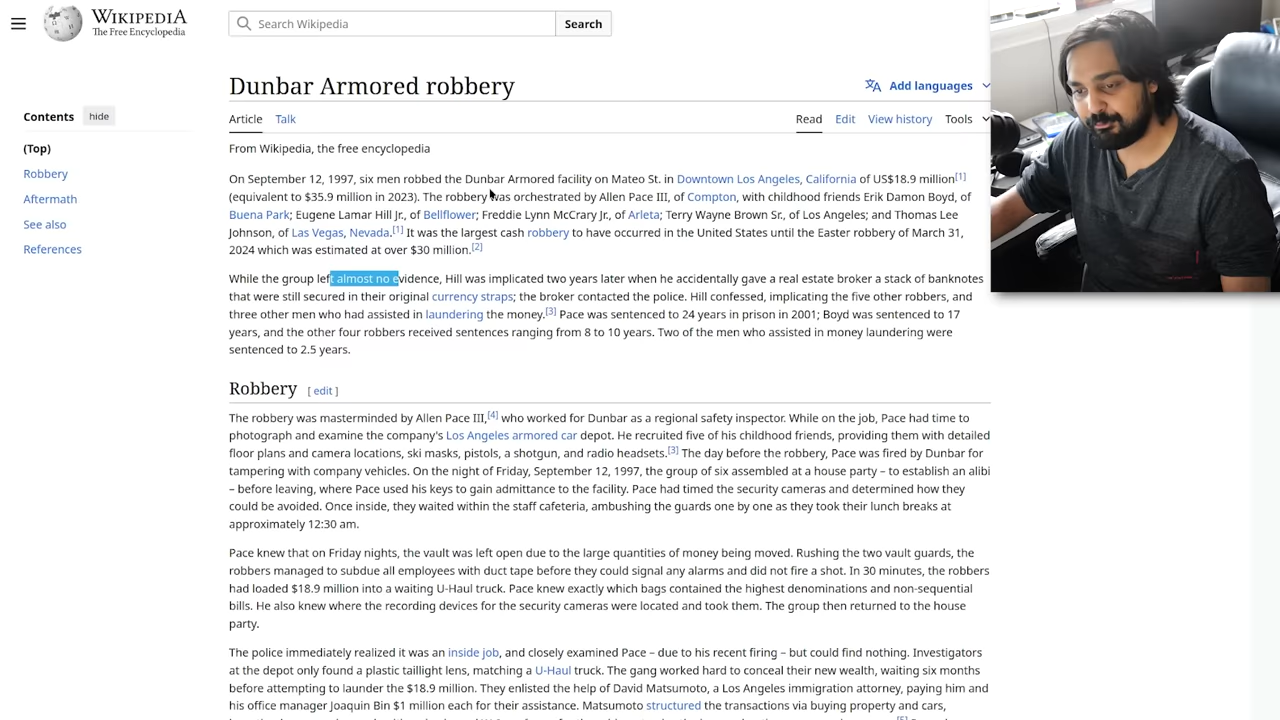 WIKIPEDIA
The Free Encyclopedia
Search Wikipedia
Search
Dunbar Armored robbery
Add languages
Contents
hide
Article
Talk
Read
Edit
View history
Tools
(Top)
Robbery
Aftermath
See also
References
From Wikipedia, the free encyclopedia
On September 12, 1997, six men robbed the Dunbar Armored facility on Mateo St. in Downtown Los Angeles, California of US$18.9 million[1]
(equivalent to $35.9 million in 2023). The robbery was orchestrated by Allen Pace III, of Compton, with childhood friends Erik Damon Boyd, of
Buena Park; Eugene Lamar Hill Jr., of Bellflower; Freddie Lynn McCrary Jr., of Arleta; Terry Wayne Brown Sr., of Los Angeles; and Thomas Lee
Johnson, of Las Vegas, Nevada.[1] It was the largest cash robbery to have occurred in the United States until the Easter robbery of March 31,
2024 which was estimated at over $30 million.[2]
While the group left almost no evidence, Hill was implicated two years later when he accidentally gave a real estate broker a stack of banknotes
that were still secured in their original currency straps; the broker contacted the police. Hill confessed, implicating the five other robbers, and
three other men who had assisted in laundering the money.[3] Pace was sentenced to 24 years in prison in 2001; Boyd was sentenced to 17
years, and the other four robbers received sentences ranging from 8 to 10 years. Two of the men who assisted in money laundering were
sentenced to 2.5 years.
Robbery [ edit ]
The robbery was masterminded by Allen Pace III,[4] who worked for Dunbar as a regional safety inspector. While on the job, Pace had time to
photograph and examine the company's Los Angeles armored car depot. He recruited five of his childhood friends, providing them with detailed
floor plans and camera locations, ski masks, pistols, a shotgun, and radio headsets.[3] The day before the robbery, Pace was fired by Dunbar for
tampering with company vehicles. On the night of Friday, September 12, 1997, the group of six assembled at a house party – to establish an alibi
– before leaving, where Pace used his keys to gain admittance to the facility. Pace had timed the security cameras and determined how they
could be avoided. Once inside, they waited within the staff cafeteria, ambushing the guards one by one as they took their lunch breaks at
approximately 12:30 am.
Pace knew that on Friday nights, the vault was left open due to the large quantities of money being moved. Rushing the two vault guards, the
robbers managed to subdue all employees with duct tape before they could signal any alarms and did not fire a shot. In 30 minutes, the robbers
had loaded $18.9 million into a waiting U-Haul truck. Pace knew exactly which bags contained the highest denominations and non-sequential
bills. He also knew where the recording devices for the security cameras were located and took them. The group then returned to the house
party.
The police immediately realized it was an inside job, and closely examined Pace – due to his recent firing – but could find nothing. Investigators
at the depot only found a plastic taillight lens, matching a U-Haul truck. The gang worked hard to conceal their new wealth, waiting six months
before attempting to launder the $18.9 million. They enlisted the help of David Matsumoto, a Los Angeles immigration attorney, paying him and
his office manager Joaquin Bin $1 million each for their assistance. Matsumoto structured the transactions via buying property and cars,